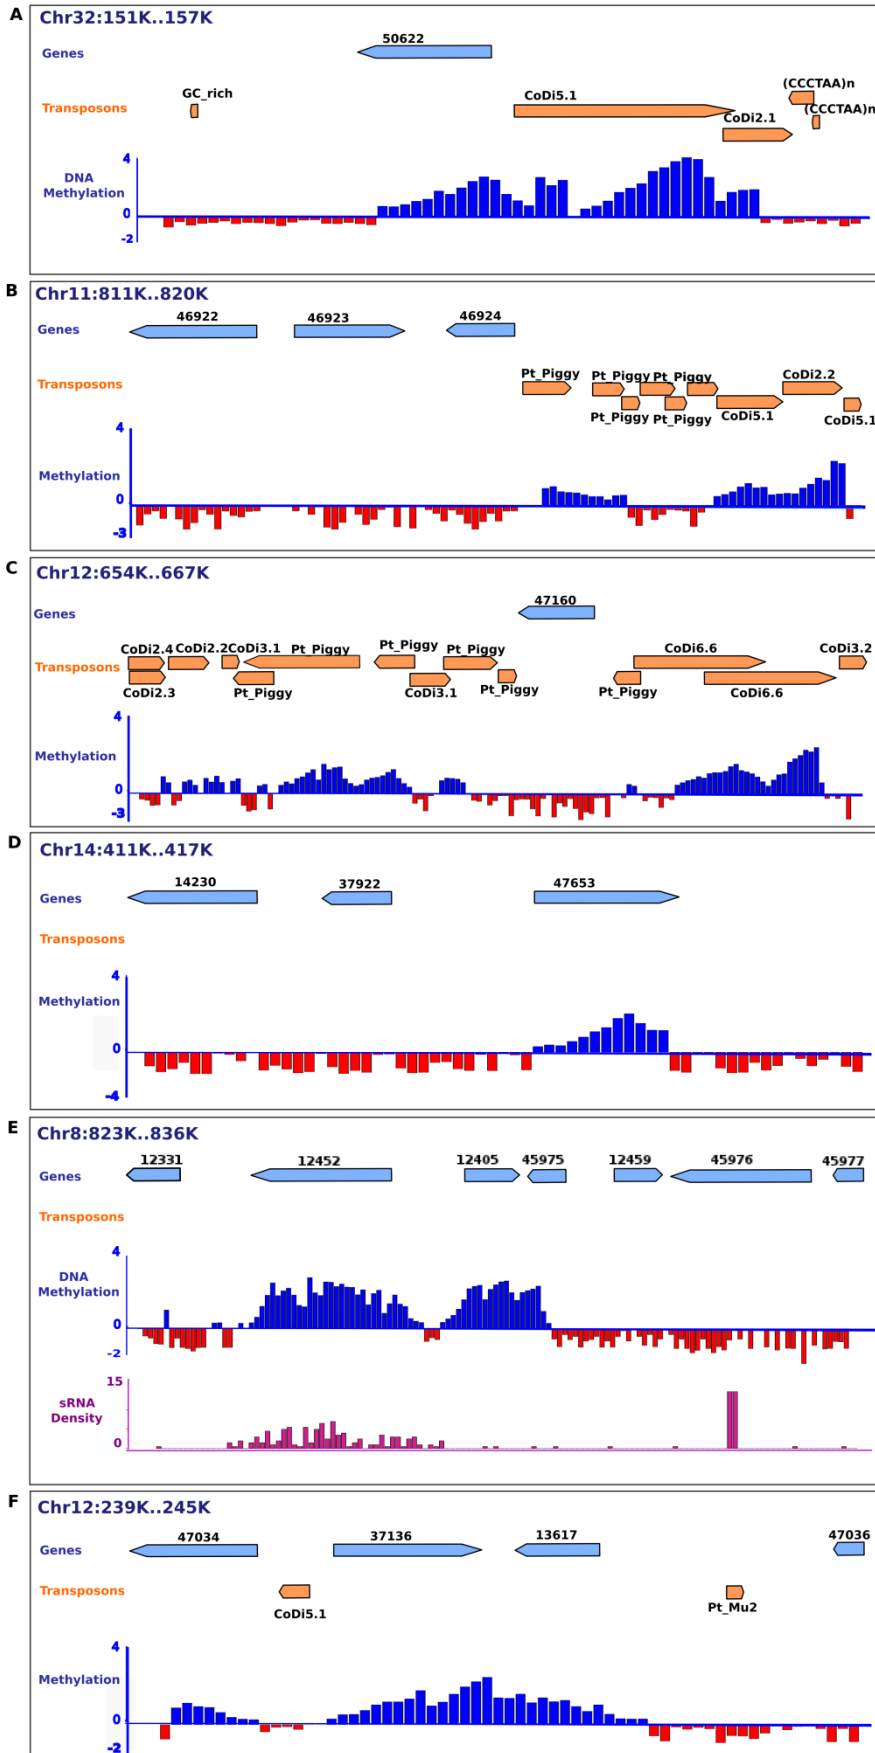 A
Chr32:151K..157K
Genes
50622
Transposons
GC_rich
CoDi5.1
CoDi2.1
(CCCTAA)n
(CCCTAA)n
DNA
Methylation
4
0
-2
B
Chr11:811K..820K
Genes
46922
46923
46924
Transposons
Pt_Piggy
Pt_Piggy
Pt_Piggy
CoDi2.2
Pt_Piggy
Pt_Piggy
CoDi5.1
CoDi5.1
Methylation
4
0
-3
C
Chr12:654K..667K
Genes
47160
Transposons
CoDi2.4
CoDi2.2
CoDi3.1
Pt_Piggy
Pt_Piggy
Pt_Piggy
CoDi6.6
CoDi3.2
CoDi2.3
Pt_Piggy
CoDi3.1
Pt_Piggy
Pt_Piggy
CoDi6.6
Methylation
4
0
-3
D
Chr14:411K..417K
Genes
14230
37922
47653
Transposons
Methylation
4
0
-4
E
Chr8:823K..836K
Genes
12331
12452
12405
45975
12459
45976
45977
Transposons
DNA
Methylation
4
0
-2
sRNA
Density
15
0
F
Chr12:239K..245K
Genes
47034
37136
13617
47036
Transposons
CoDi5.1
Pt_Mu2
Methylation
4
0
-2